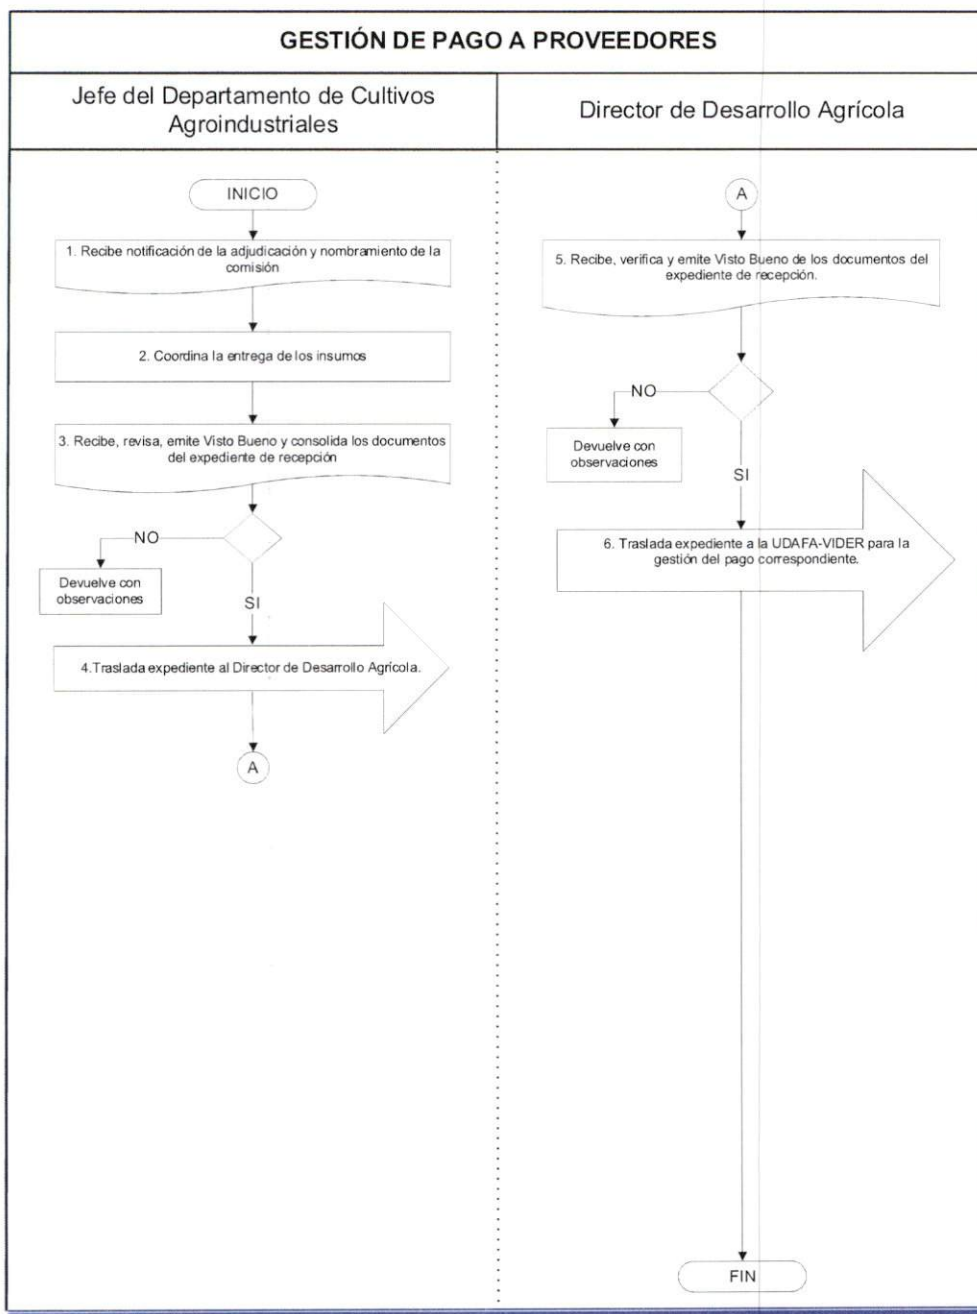 GESTIÓN DE PAGO A PROVEEDORES
Jefe del Departamento de Cultivos
Agroindustriales
Director de Desarrollo Agrícola
INICIO
1. Recibe notificación de la adjudicación y nombramiento de la
comisión
2. Coordina la entrega de los insumos
3. Recibe, revisa, emite Visto Bueno y consolida los documentos
del expediente de recepción
NO
Devuelve con
observaciones
SI
4.Traslada expediente al Director de Desarrollo Agrícola.
A
A
5. Recibe, verifica y emite Visto Bueno de los documentos del
expediente de recepción.
NO
Devuelve con
observaciones
SI
6. Traslada expediente a la UDAFA-VIDER para la
gestión del pago correspondiente.
FIN